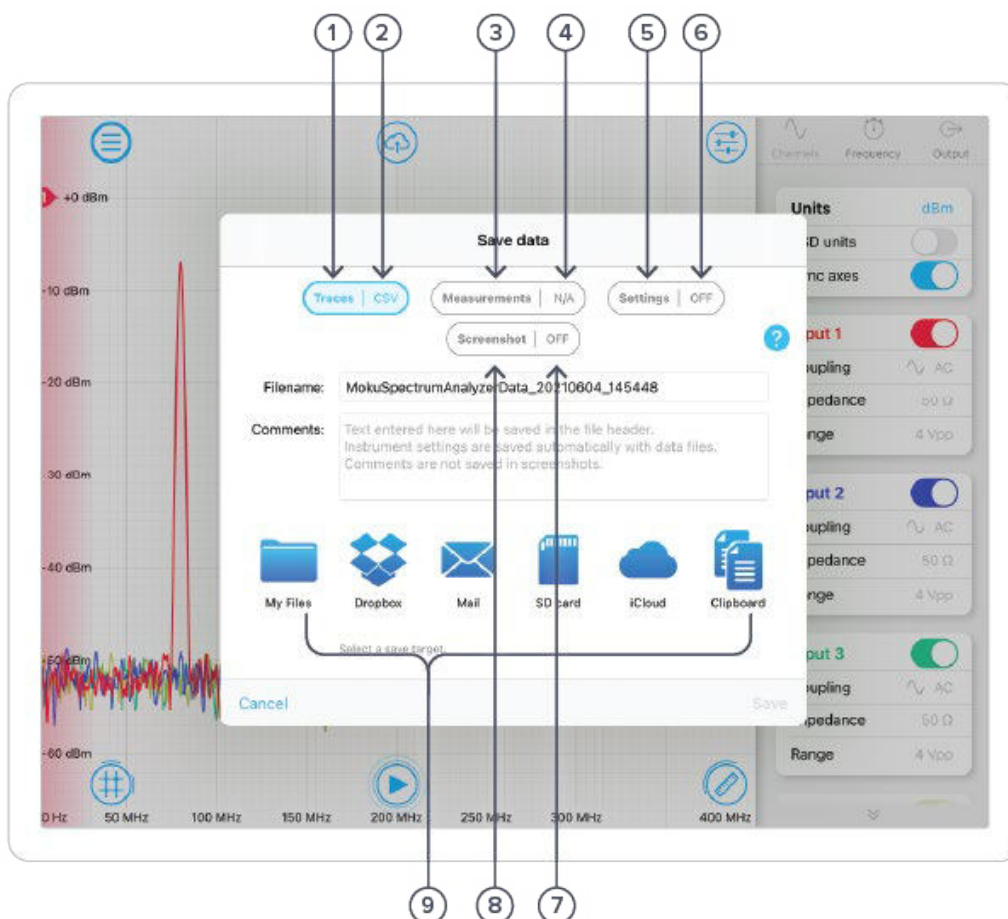 1 2 3 4 5 6
Channels Frequency Output
+0 dBm
-10 dBm
-20 dBm
-30 dBm
-40 dBm
-50 dBm
-60 dBm
0 Hz 50 MHz 100 MHz 150 MHz 200 MHz 250 MHz 300 MHz 400 MHz
Save data
Traces | CSV Measurements | N/A Settings | OFF
Screenshot | OFF
?
Filename: MokuSpectrumAnalyzerData_20210604_145448
Comments: Text entered here will be saved in the file header.
Instrument settings are saved automatically with data files.
Comments are not saved in screenshots.
My Files Dropbox Mail SD card iCloud Clipboard
Select a save target.
Cancel Save
Units dBm
SD units
nc axes
put 1
upling AC
pedance 50 Ω
nge 4 Vpp
put 2
upling AC
pedance 50 Ω
nge 4 Vpp
put 3
upling AC
mpedance 50 Ω
Range 4 Vpp
9 8 7